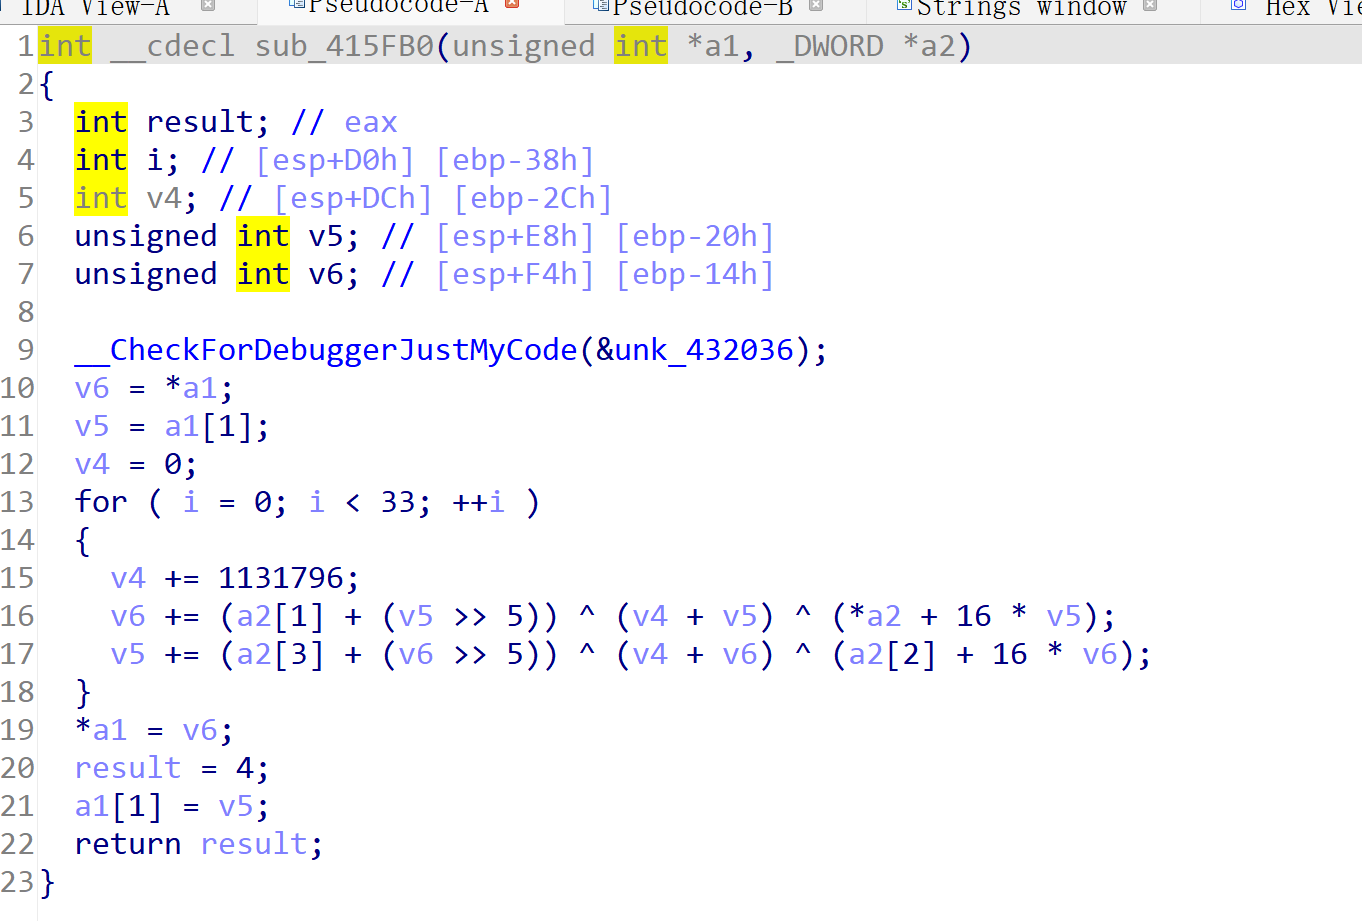 IDA View-A Pseudocode-A Pseudocode-B Strings window Hex
1 int __cdecl sub_415FB0(unsigned int *a1, _DWORD *a2)
2 {
3 int result; // eax
4 int i; // [esp+D0h] [ebp-38h]
5 int v4; // [esp+DCh] [ebp-2Ch]
6 unsigned int v5; // [esp+E8h] [ebp-20h]
7 unsigned int v6; // [esp+F4h] [ebp-14h]
8
9 __CheckForDebuggerJustMyCode(&unk_432036);
10 v6 = *a1;
11 v5 = a1[1];
12 v4 = 0;
13 for ( i = 0; i < 33; ++i )
14 {
15 v4 += 1131796;
16 v6 += (a2[1] + (v5 >> 5)) ^ (v4 + v5) ^ (*a2 + 16 * v5);
17 v5 += (a2[3] + (v6 >> 5)) ^ (v4 + v6) ^ (a2[2] + 16 * v6);
18 }
19 *a1 = v6;
20 result = 4;
21 a1[1] = v5;
22 return result;
23 }